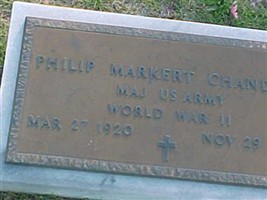 PHILIP MARKERT CHAND
MAJ US ARMY
WORLD WAR II
MAR 27 1920 NOV 29